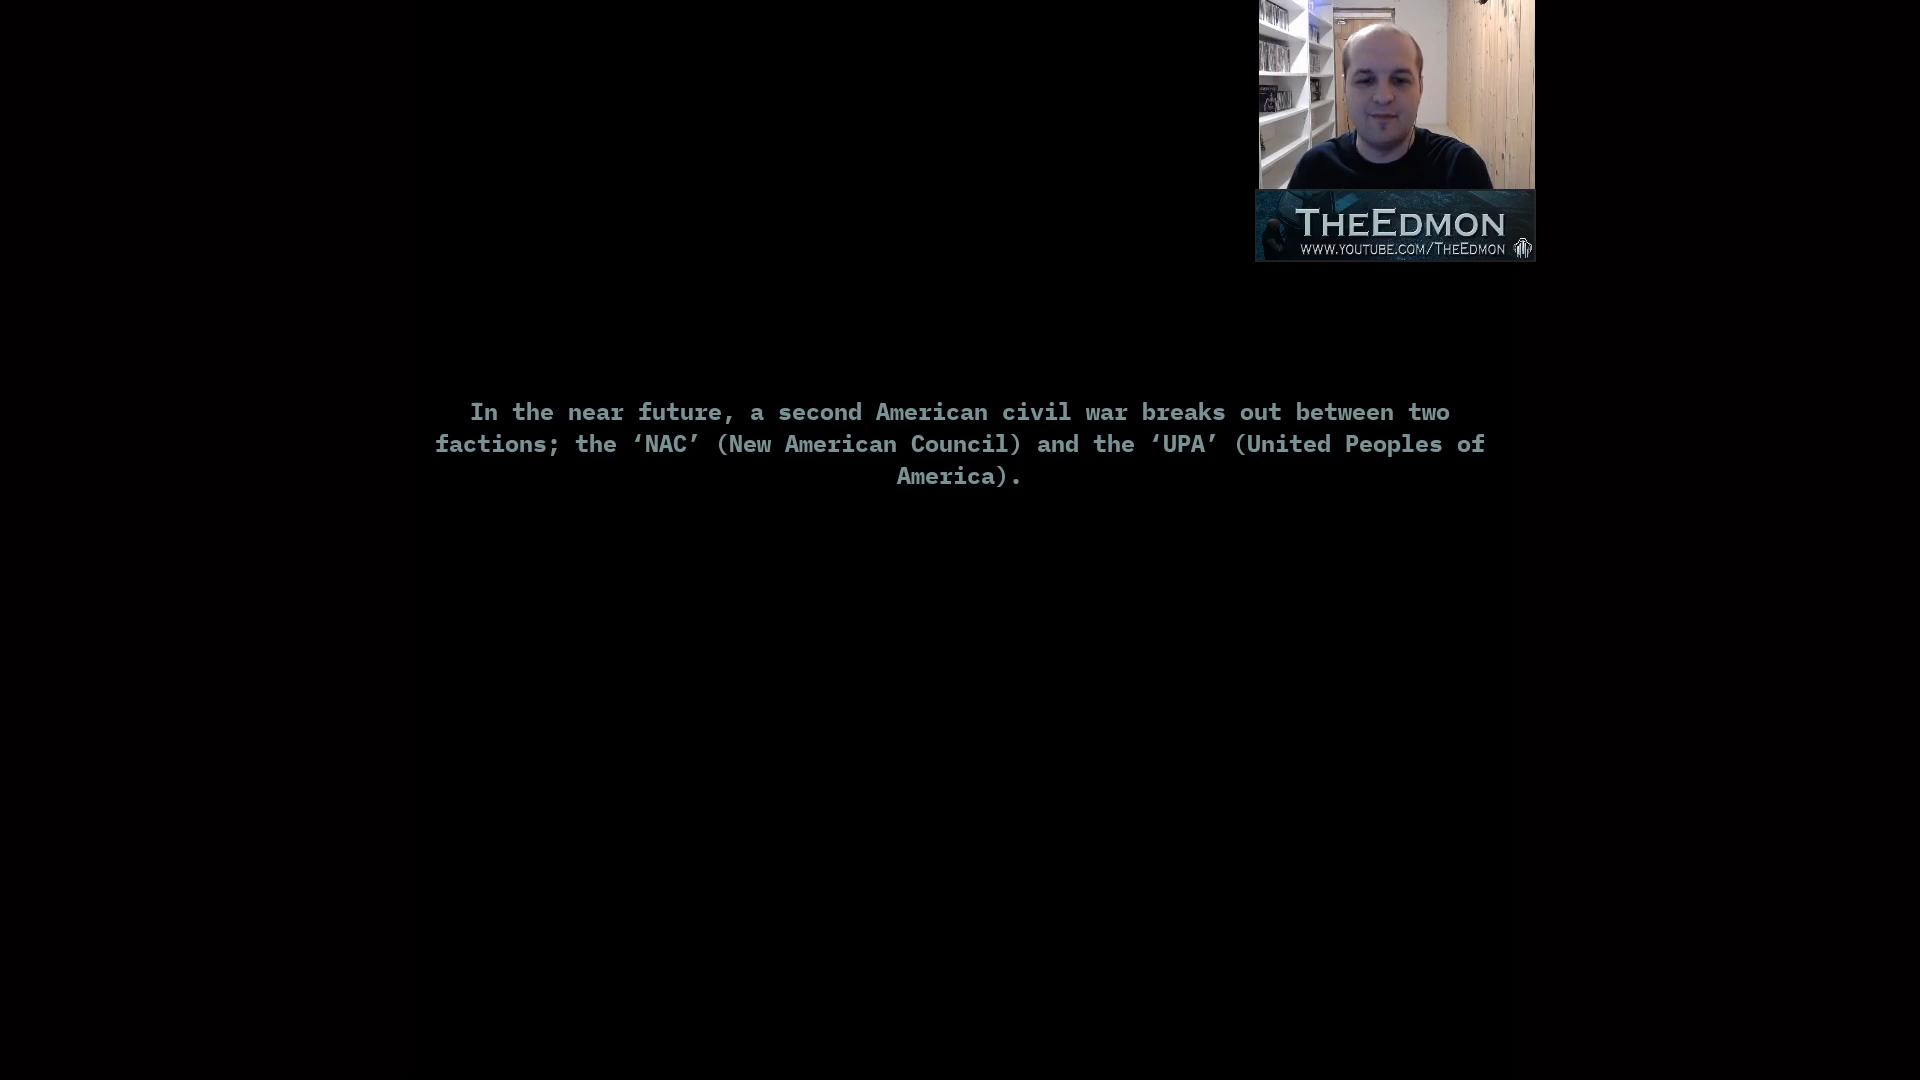 THEEDMON
WWW.YOUTUBE.COM/THEEDMON
In the near future, a second American civil war breaks out between two
factions; the ‘NAC’ (New American Council) and the ‘UPA’ (United Peoples of
America).